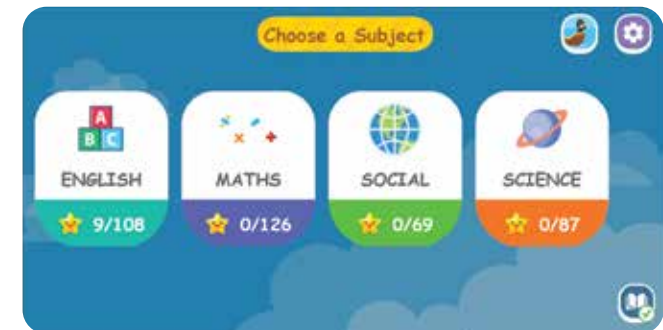 Choose a Subject
A
B C
ENGLISH
MATHS
SOCIAL
SCIENCE
9/108
0/126
0/69
0/87